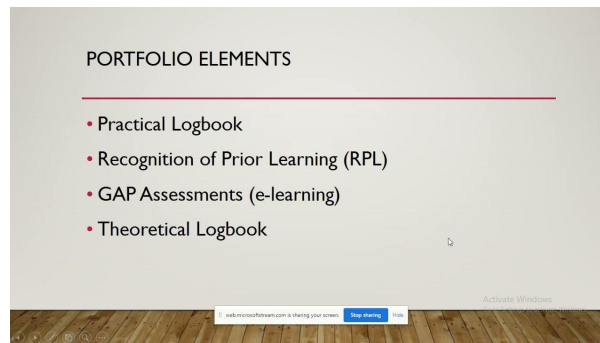 PORTFOLIO ELEMENTS
• Practical Logbook
• Recognition of Prior Learning (RPL)
• GAP Assessments (e-learning)
• Theoretical Logbook
Activate Windows
web.microsoftstream.com is sharing your screen. Stop sharing Hide